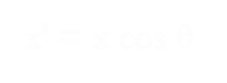 x' = a cos θ